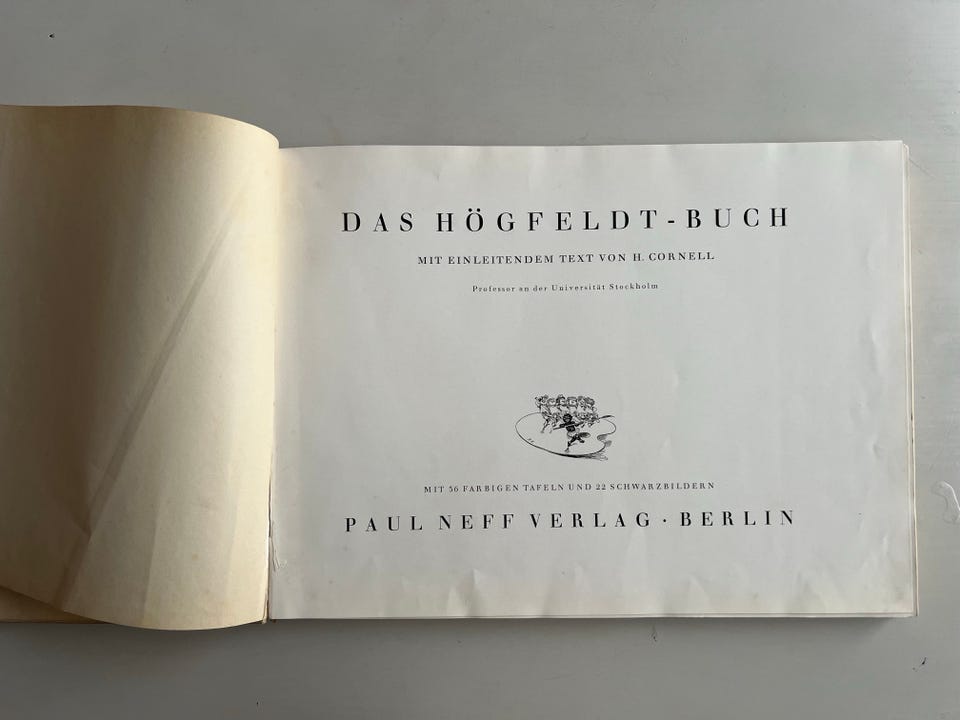 DAS HÖGFELDT-BUCH
MIT EINLEITENDEM TEXT VON H. CORNELL
Professor an der Universität Stockholm
MIT 56 FARBIGEN TAFELN UND 22 SCHWARZBILDERN
PAUL NEFF VERLAG · BERLIN